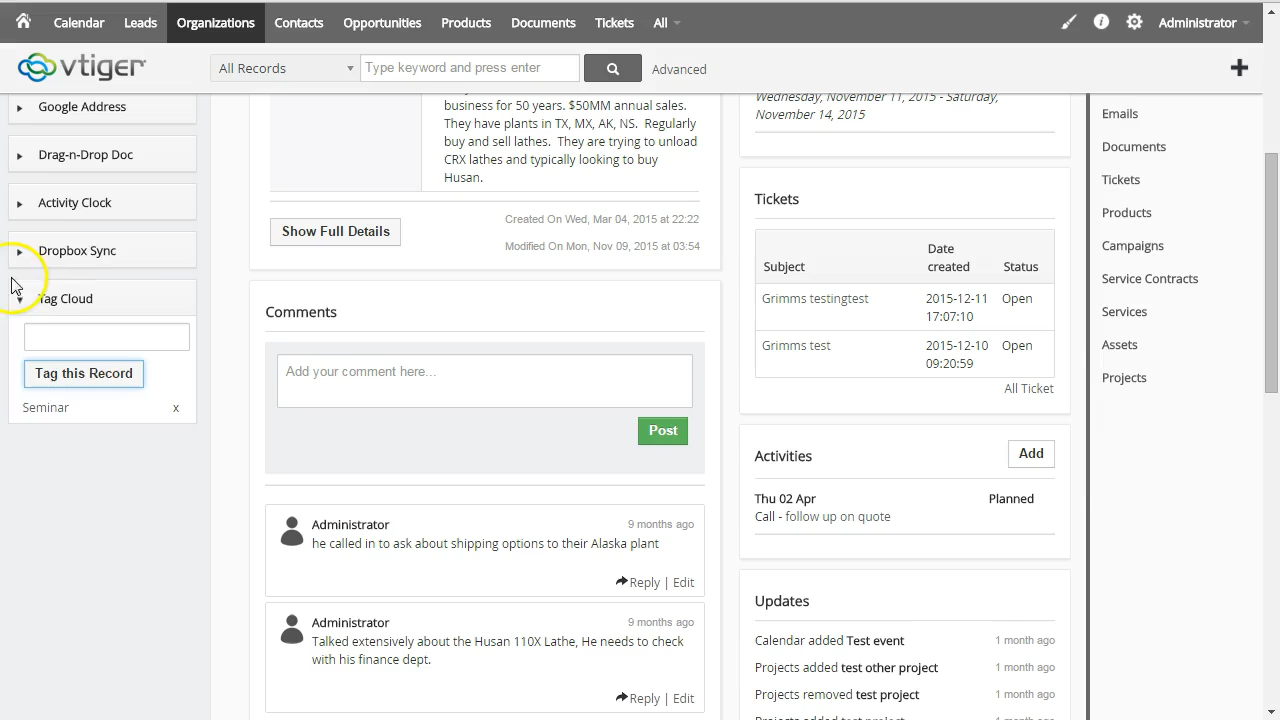 Calendar
Leads
Organizations
Contacts
Opportunities
Products
Documents
Tickets
All
Administrator
vtiger
All Records
Type keyword and press enter
Advanced
Google Address
Drag-n-Drop Doc
Activity Clock
Dropbox Sync
Tag Cloud
Tag this Record
Seminar x
business for 50 years. $50MM annual sales.
They have plants in TX, MX, AK, NS. Regularly
buy and sell lathes. They are trying to unload
CRX lathes and typically looking to buy
Husan.
Show Full Details
Created On Wed, Mar 04, 2015 at 22:22
Modified On Mon, Nov 09, 2015 at 03:54
Comments
Add your comment here...
Post
Administrator 9 months ago
he called in to ask about shipping options to their Alaska plant
Reply | Edit
Administrator 9 months ago
Talked extensively about the Husan 110X Lathe, He needs to check
with his finance dept.
Reply | Edit
Wednesday, November 11, 2015 - Saturday,
November 14, 2015
Tickets
Subject Date created Status
Grimms testingtest 2015-12-11 17:07:10 Open
Grimms test 2015-12-10 09:20:59 Open
All Ticket
Activities Add
Thu 02 Apr Planned
Call - follow up on quote
Updates
Calendar added Test event 1 month ago
Projects added test other project 1 month ago
Projects removed test project 1 month ago
Emails
Documents
Tickets
Products
Campaigns
Service Contracts
Services
Assets
Projects